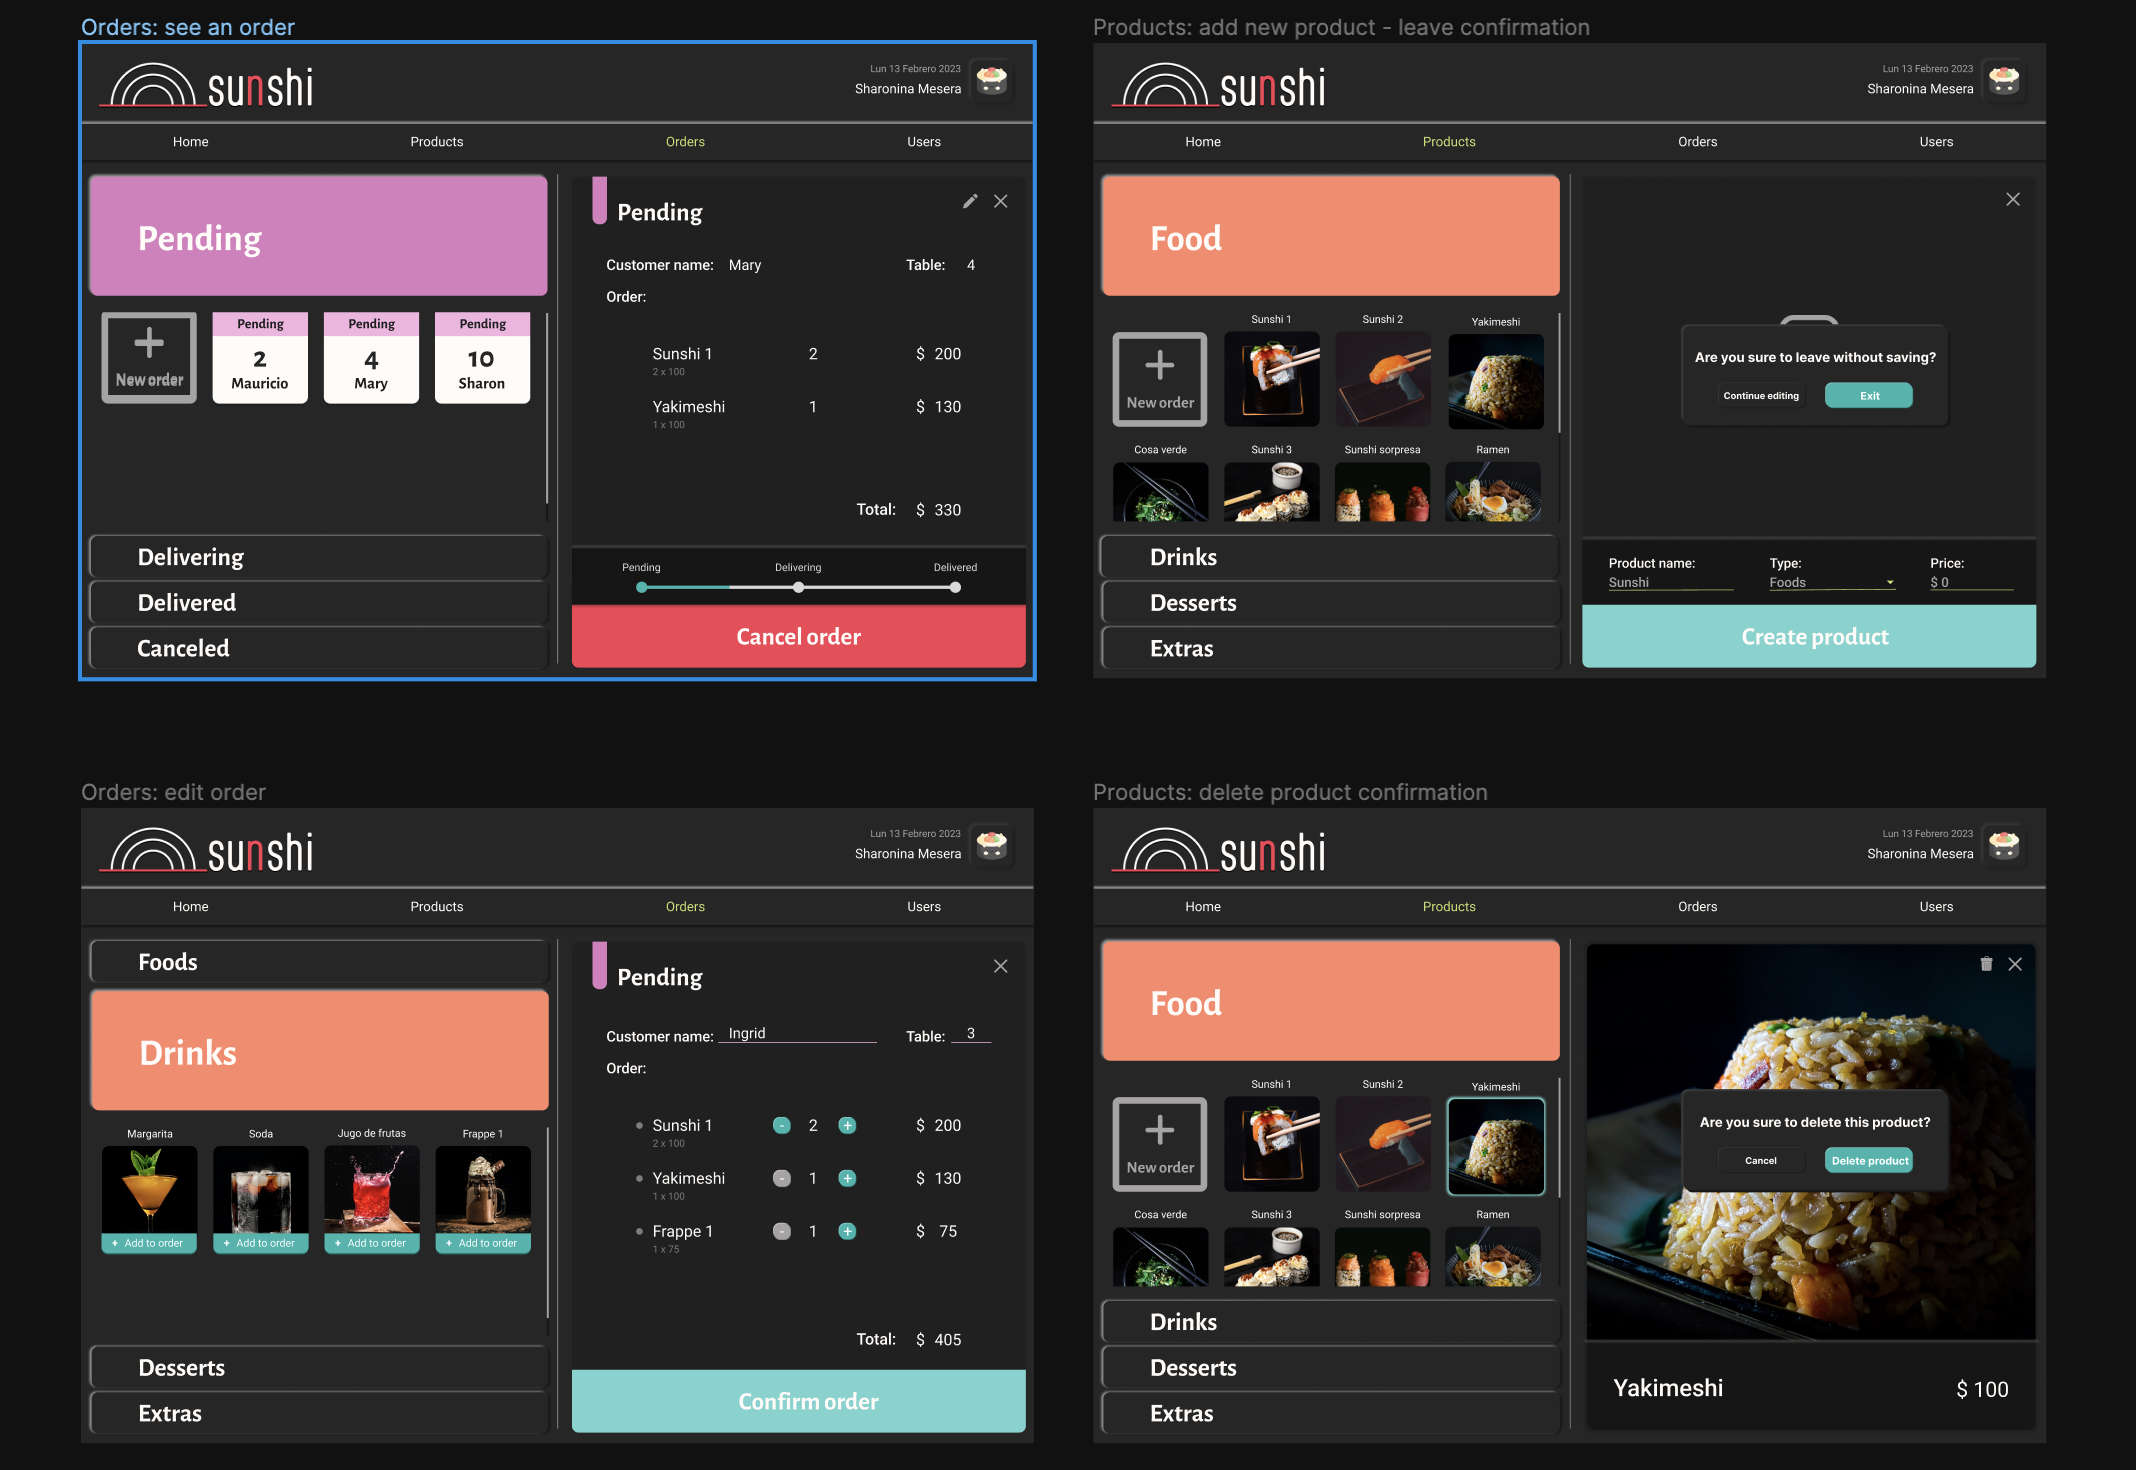 Orders: see an order
sunshi
Lun 13 Febrero 2023
Sharonina Mesera
Home Products Orders Users
Pending
New order
Pending
2
Mauricio
Pending
4
Mary
Pending
10
Sharon
Delivering
Delivered
Canceled
Pending
Customer name: Mary Table: 4
Order:
Sunshi 1 2 $ 200
2 x 100
Yakimeshi 1 $ 130
1 x 100
Total: $ 330
Pending Delivering Delivered
Cancel order
Products: add new product - leave confirmation
sunshi
Lun 13 Febrero 2023
Sharonina Mesera
Home Products Orders Users
Food
New order
Sunshi 1
Sunshi 2
Yakimeshi
Cosa verde
Sunshi 3
Sunshi sorpresa
Ramen
Drinks
Desserts
Extras
Are you sure to leave without saving?
Continue editing Exit
Product name: Type: Price:
Sunshi Foods $ 0
Create product
Orders: edit order
sunshi
Lun 13 Febrero 2023
Sharonina Mesera
Home Products Orders Users
Foods
Drinks
Margarita Soda Jugo de frutas Frappe 1
+ Add to order + Add to order + Add to order + Add to order
Desserts
Extras
Pending
Customer name: Ingrid Table: 3
Order:
Sunshi 1 - 2 + $ 200
2 x 100
Yakimeshi - 1 + $ 130
1 x 100
Frappe 1 - 1 + $ 75
1 x 75
Total: $ 405
Confirm order
Products: delete product confirmation
sunshi
Lun 13 Febrero 2023
Sharonina Mesera
Home Products Orders Users
Food
New order
Sunshi 1
Sunshi 2
Yakimeshi
Cosa verde
Sunshi 3
Sunshi sorpresa
Ramen
Drinks
Desserts
Extras
Are you sure to delete this product?
Cancel Delete product
Yakimeshi $ 100